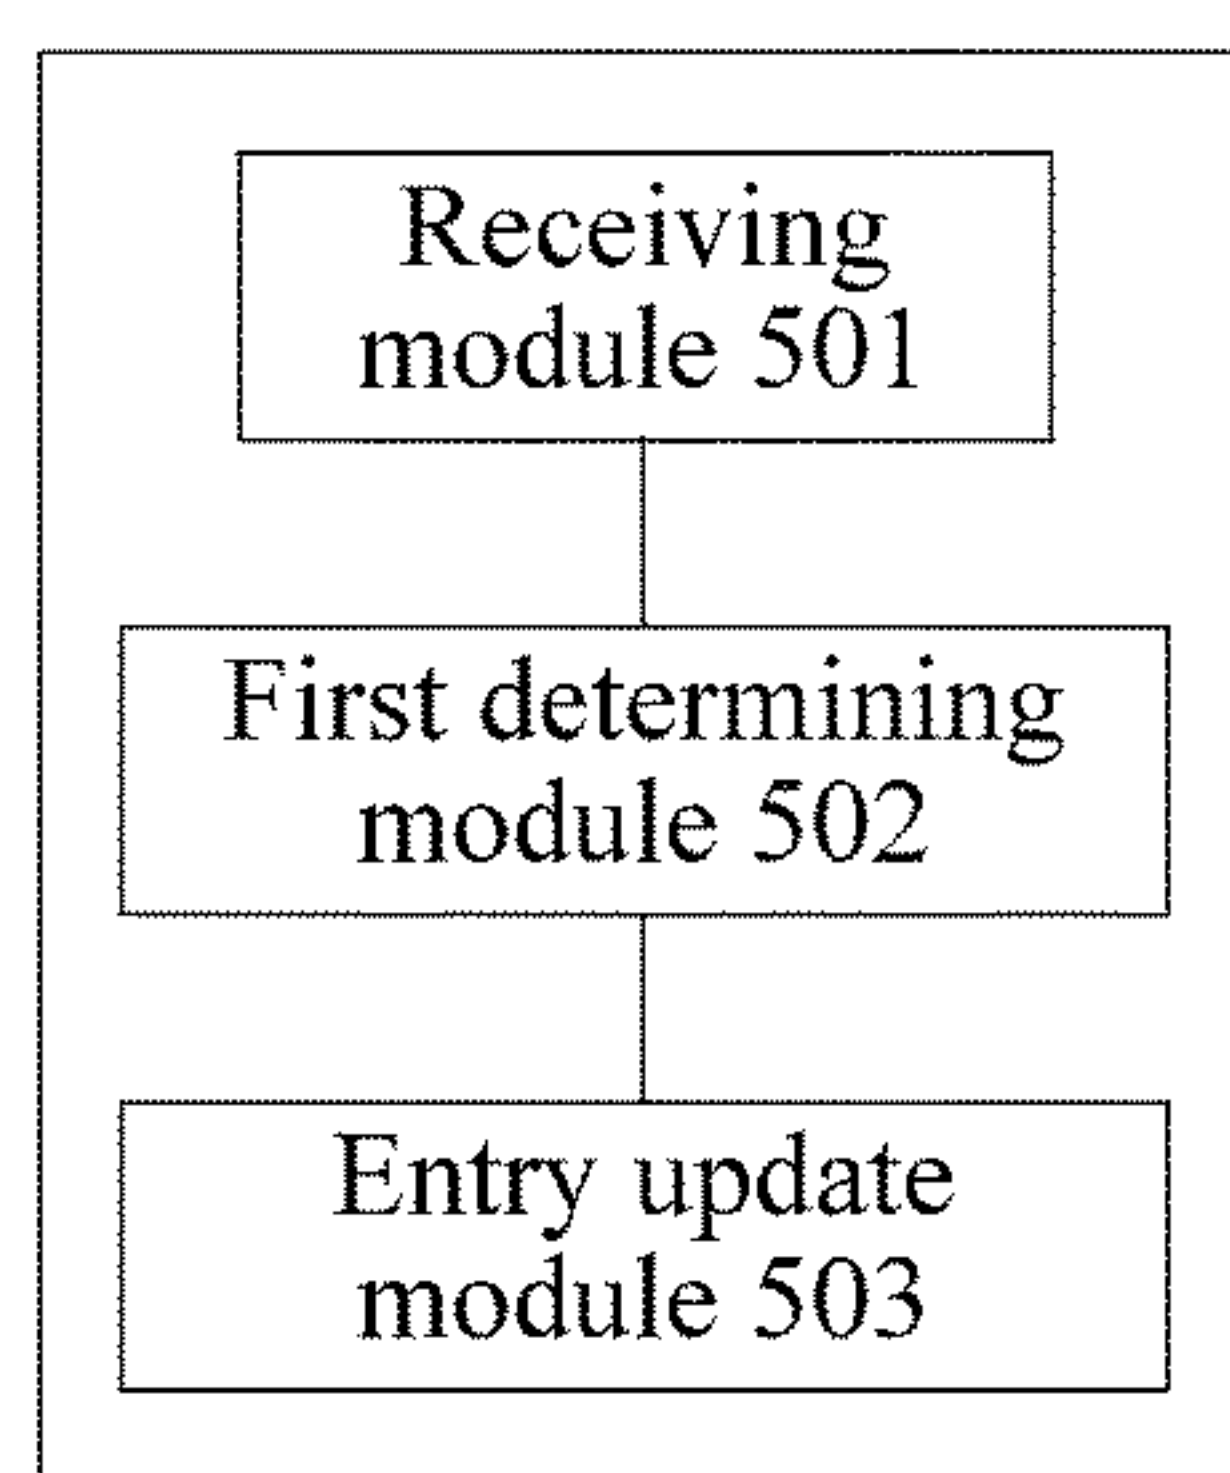 Receiving
module 501
First determining
module 502
Entry update
module 503